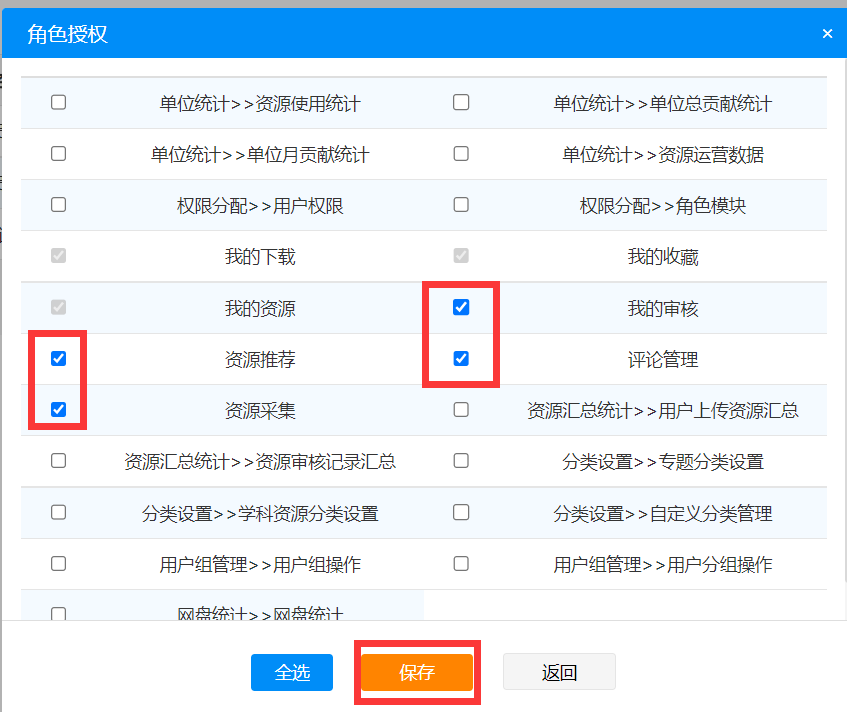 角色授权
×
单位统计>>资源使用统计 单位统计>>单位总贡献统计
单位统计>>单位月贡献统计 单位统计>>资源运营数据
权限分配>>用户权限 权限分配>>角色模块
我的下载 我的收藏
我的资源 我的审核
资源推荐 评论管理
资源采集 资源汇总统计>>用户上传资源汇总
资源汇总统计>>资源审核记录汇总 分类设置>>专题分类设置
分类设置>>学科资源分类设置 分类设置>>自定义分类管理
用户组管理>>用户组操作 用户组管理>>用户分组操作
网盘统计>>网盘统计
全选 保存 返回